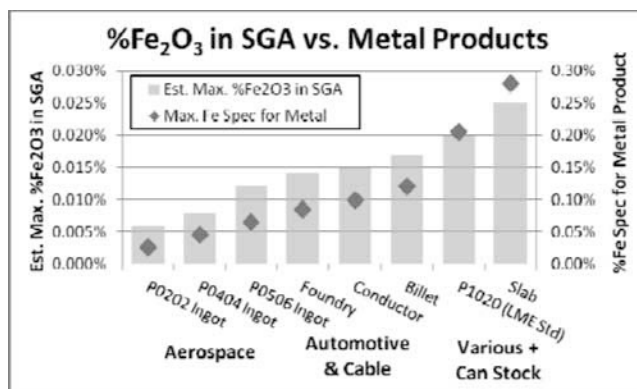 %Fe₂O₃ in SGA vs. Metal Products
Est. Max. %Fe2O3 in SGA
Max. Fe Spec for Metal
Est. Max. %Fe2O3 in SGA
0.030%
0.025%
0.020%
0.015%
0.010%
0.005%
0.000%
0.30%
0.25%
0.20%
0.15%
0.10%
0.05%
0.00%
%Fe Spec for Metal Product
P0202 Ingot
P0404 Ingot
P0506 Ingot
Foundry
Conductor
Billet
P1020 (LME Std)
Slab
Aerospace
Automotive
& Cable
Various +
Can Stock